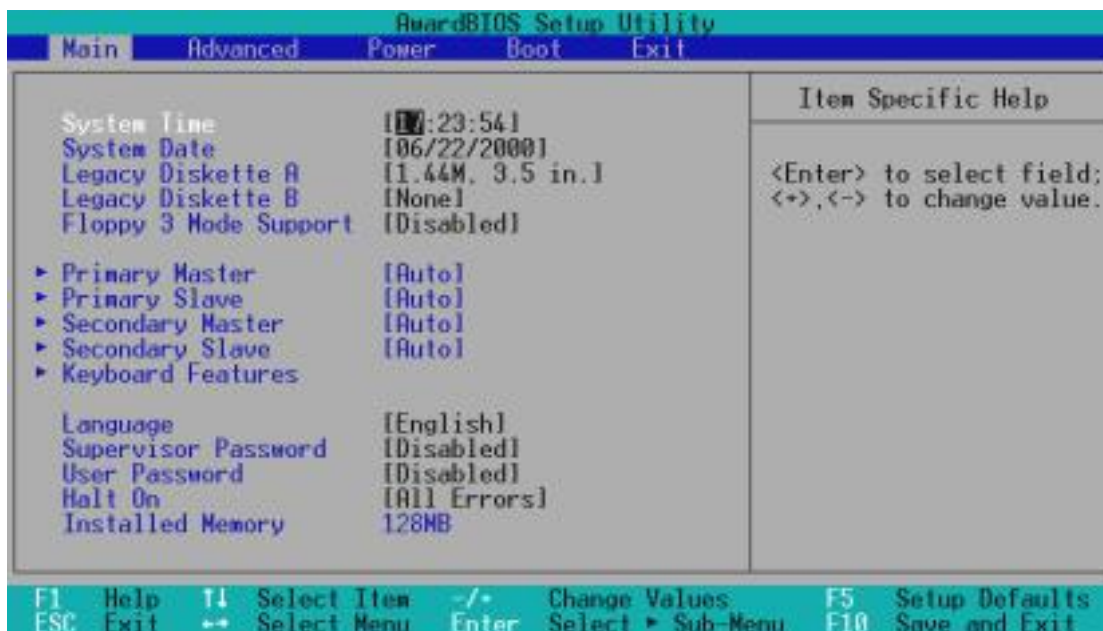 AwardBIOS Setup Utility
Main Advanced Power Boot Exit
Item Specific Help
System Time [17:23:54]
System Date [06/22/2000]
Legacy Diskette A [1.44M, 3.5 in.]
Legacy Diskette B [None]
Floppy 3 Mode Support [Disabled]
<Enter> to select field;
<+>,<-> to change value.
▶ Primary Master [Auto]
▶ Primary Slave [Auto]
▶ Secondary Master [Auto]
▶ Secondary Slave [Auto]
▶ Keyboard Features
Language [English]
Supervisor Password [Disabled]
User Password [Disabled]
Halt On [All Errors]
Installed Memory 128MB
F1 Help ↑↓ Select Item -/+ Change Values F5 Setup Defaults
ESC Exit ←→ Select Menu Enter Select ▶ Sub-Menu F10 Save and Exit